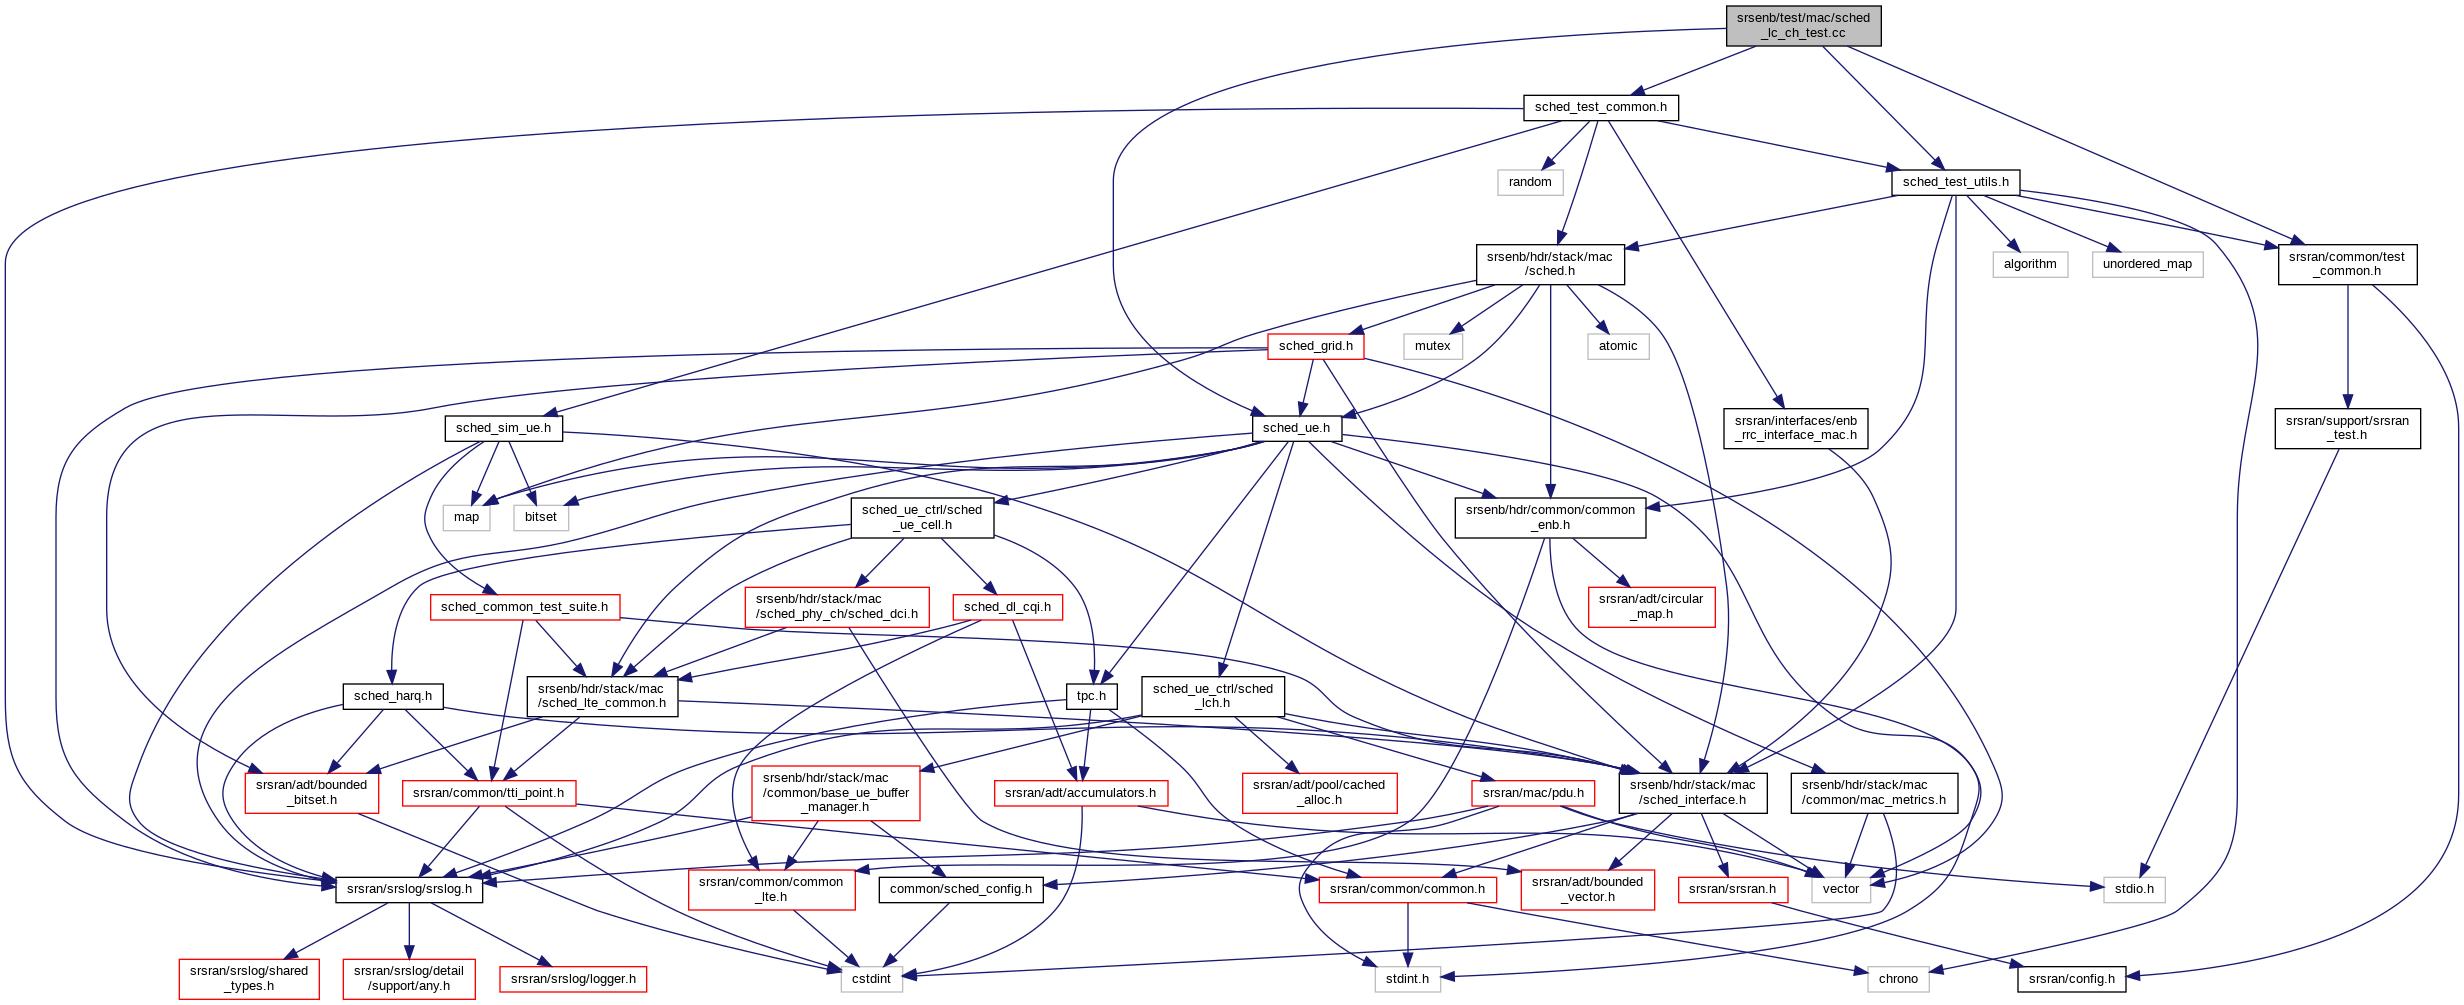 srsenb/test/mac/sched
_lc_ch_test.cc
sched_test_common.h
random
sched_test_utils.h
srsenb/hdr/stack/mac
/sched.h
algorithm
unordered_map
srsran/common/test
_common.h
sched_grid.h
mutex
atomic
sched_sim_ue.h
sched_ue.h
srsran/interfaces/enb
_rrc_interface_mac.h
srsran/support/srsran
_test.h
map
bitset
sched_ue_ctrl/sched
_ue_cell.h
srsenb/hdr/common/common
_enb.h
sched_common_test_suite.h
srsenb/hdr/stack/mac
/sched_phy_ch/sched_dci.h
sched_dl_cqi.h
srsran/adt/circular
_map.h
sched_harq.h
srsenb/hdr/stack/mac
/sched_lte_common.h
tpc.h
sched_ue_ctrl/sched
_lch.h
srsran/adt/bounded
_bitset.h
srsran/common/tti_point.h
srsenb/hdr/stack/mac
/common/base_ue_buffer
_manager.h
srsran/adt/accumulators.h
srsran/adt/pool/cached
_alloc.h
srsran/mac/pdu.h
srsenb/hdr/stack/mac
/sched_interface.h
srsenb/hdr/stack/mac
/common/mac_metrics.h
srsran/srslog/srslog.h
srsran/common/common
_lte.h
common/sched_config.h
srsran/common/common.h
srsran/adt/bounded
_vector.h
srsran/srsran.h
vector
stdio.h
srsran/srslog/shared
_types.h
srsran/srslog/detail
/support/any.h
srsran/srslog/logger.h
cstdint
stdint.h
chrono
srsran/config.h